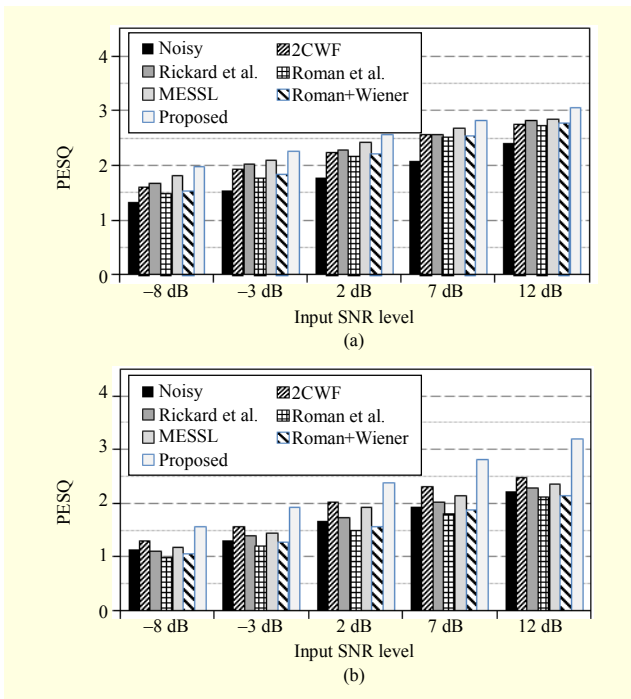 4
3
2
1
0
PESQ
Noisy
2CWF
Rickard et al.
Roman et al.
MESSL
Roman+Wiener
Proposed
–8 dB
–3 dB
2 dB
7 dB
12 dB
Input SNR level
(a)
4
3
2
1
0
PESQ
Noisy
2CWF
Rickard et al.
Roman et al.
MESSL
Roman+Wiener
Proposed
–8 dB
–3 dB
2 dB
7 dB
12 dB
Input SNR level
(b)